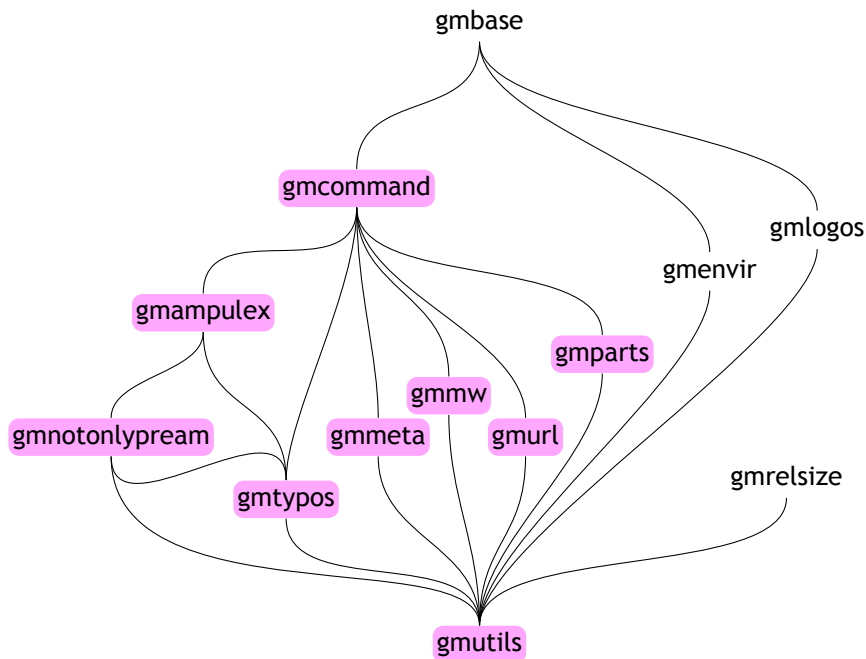 gmbase
gmcommand
gmlogos
gmenvir
gmampulex
gmparts
gmmw
gmnotonlypream
gmmeta
gmurl
gmrelsize
gmtypos
gmutils